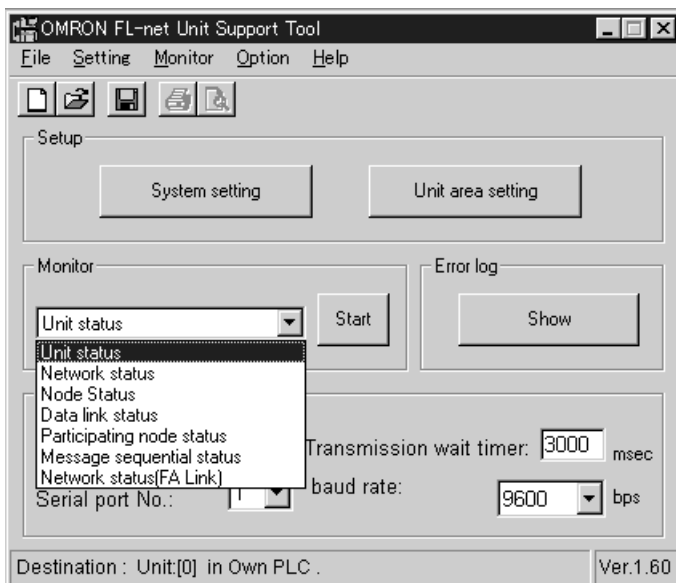 OMRON FL-net Unit Support Tool
File Setting Monitor Option Help
Setup
System setting
Unit area setting
Monitor
Unit status
Start
Error log
Show
Unit status
Network status
Node Status
Data link status
Participating node status
Message sequential status
Network status(FA Link)
Transmission wait timer: 3000 msec
Serial port No.:
baud rate: 9600 bps
Destination : Unit:[0] in Own PLC .
Ver.1.60